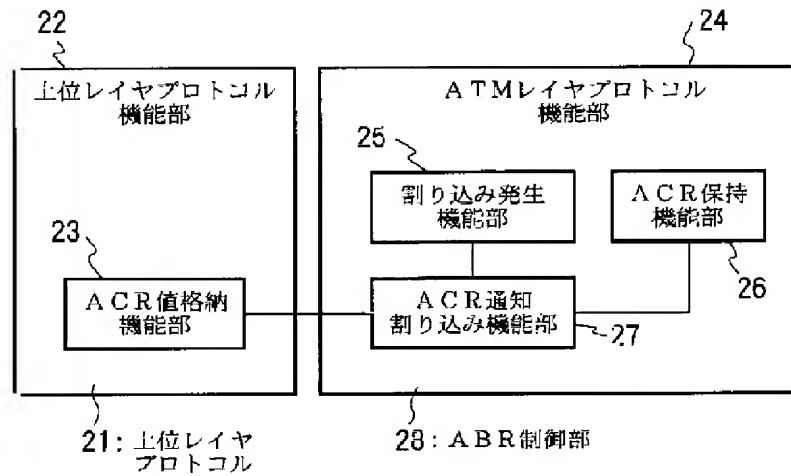 22
上位レイヤプロトコル
機能部
24
ATMレイヤプロトコル
機能部
25
割り込み発生
機能部
ACR保持
機能部
26
23
ACR値格納
機能部
ACR通知
割り込み機能部
27
21:上位レイヤ
プロトコル
28:ABR制御部